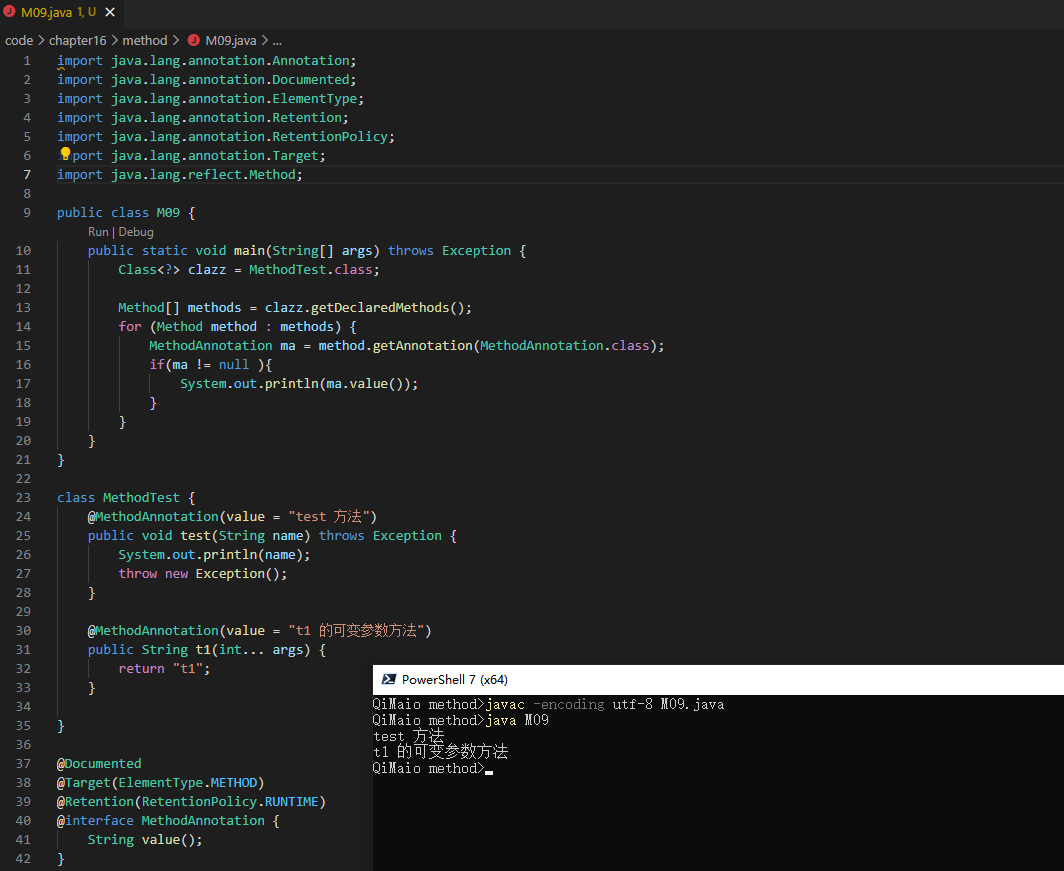 M09.java 1, U
code > chapter16 > method > M09.java > ...
1 import java.lang.annotation.Annotation;
2 import java.lang.annotation.Documented;
3 import java.lang.annotation.ElementType;
4 import java.lang.annotation.Retention;
5 import java.lang.annotation.RetentionPolicy;
6 import java.lang.annotation.Target;
7 import java.lang.reflect.Method;
8
9 public class M09 {
Run | Debug
10 public static void main(String[] args) throws Exception {
11 Class<?> clazz = MethodTest.class;
12
13 Method[] methods = clazz.getDeclaredMethods();
14 for (Method method : methods) {
15 MethodAnnotation ma = method.getAnnotation(MethodAnnotation.class);
16 if(ma != null ){
17 System.out.println(ma.value());
18 }
19 }
20 }
21 }
22
23 class MethodTest {
24 @MethodAnnotation(value = "test 方法")
25 public void test(String name) throws Exception {
26 System.out.println(name);
27 throw new Exception();
28 }
29
30 @MethodAnnotation(value = "t1 的可变参数方法")
31 public String t1(int... args) {
32 return "t1";
33 }
34
35 }
36
37 @Documented
38 @Target(ElementType.METHOD)
39 @Retention(RetentionPolicy.RUNTIME)
40 @interface MethodAnnotation {
41 String value();
42 }
PowerShell 7 (x64)
QiMaio method>javac -encoding utf-8 M09.java
QiMaio method>java M09
test 方法
t1 的可变参数方法
QiMaio method>